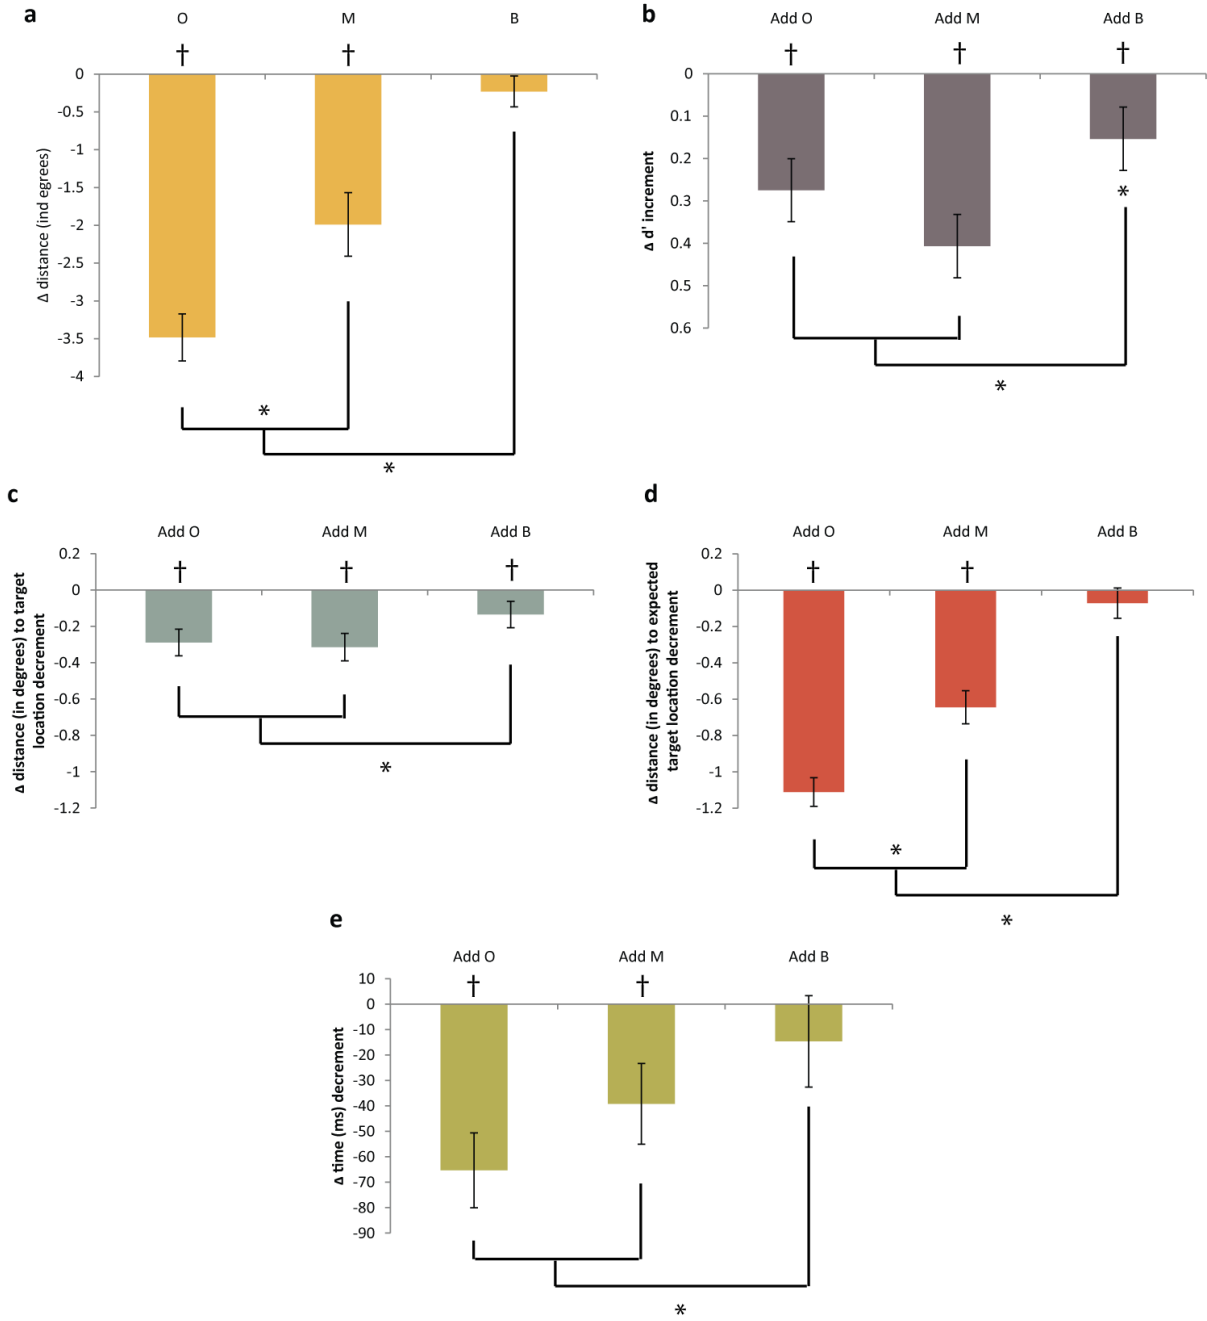 a
O M B
† †
0
-0.5
-1
-1.5
-2
-2.5
-3
-3.5
-4
Δ distance (ind egrees)
*
*
b
Add O Add M Add B
† † †
0
0.1
0.2
0.3
0.4
0.5
0.6
Δ d' increment
*
*
c
Add O Add M Add B
† † †
0.2
0
-0.2
-0.4
-0.6
-0.8
-1
-1.2
Δ distance (in degrees) to target
location decrement
*
d
Add O Add M Add B
† †
0.2
0
-0.2
-0.4
-0.6
-0.8
-1
-1.2
Δ distance (in degrees) to expected
target location decrement
*
*
e
Add O Add M Add B
† †
10
0
-10
-20
-30
-40
-50
-60
-70
-80
-90
Δ time (ms) decrement
*